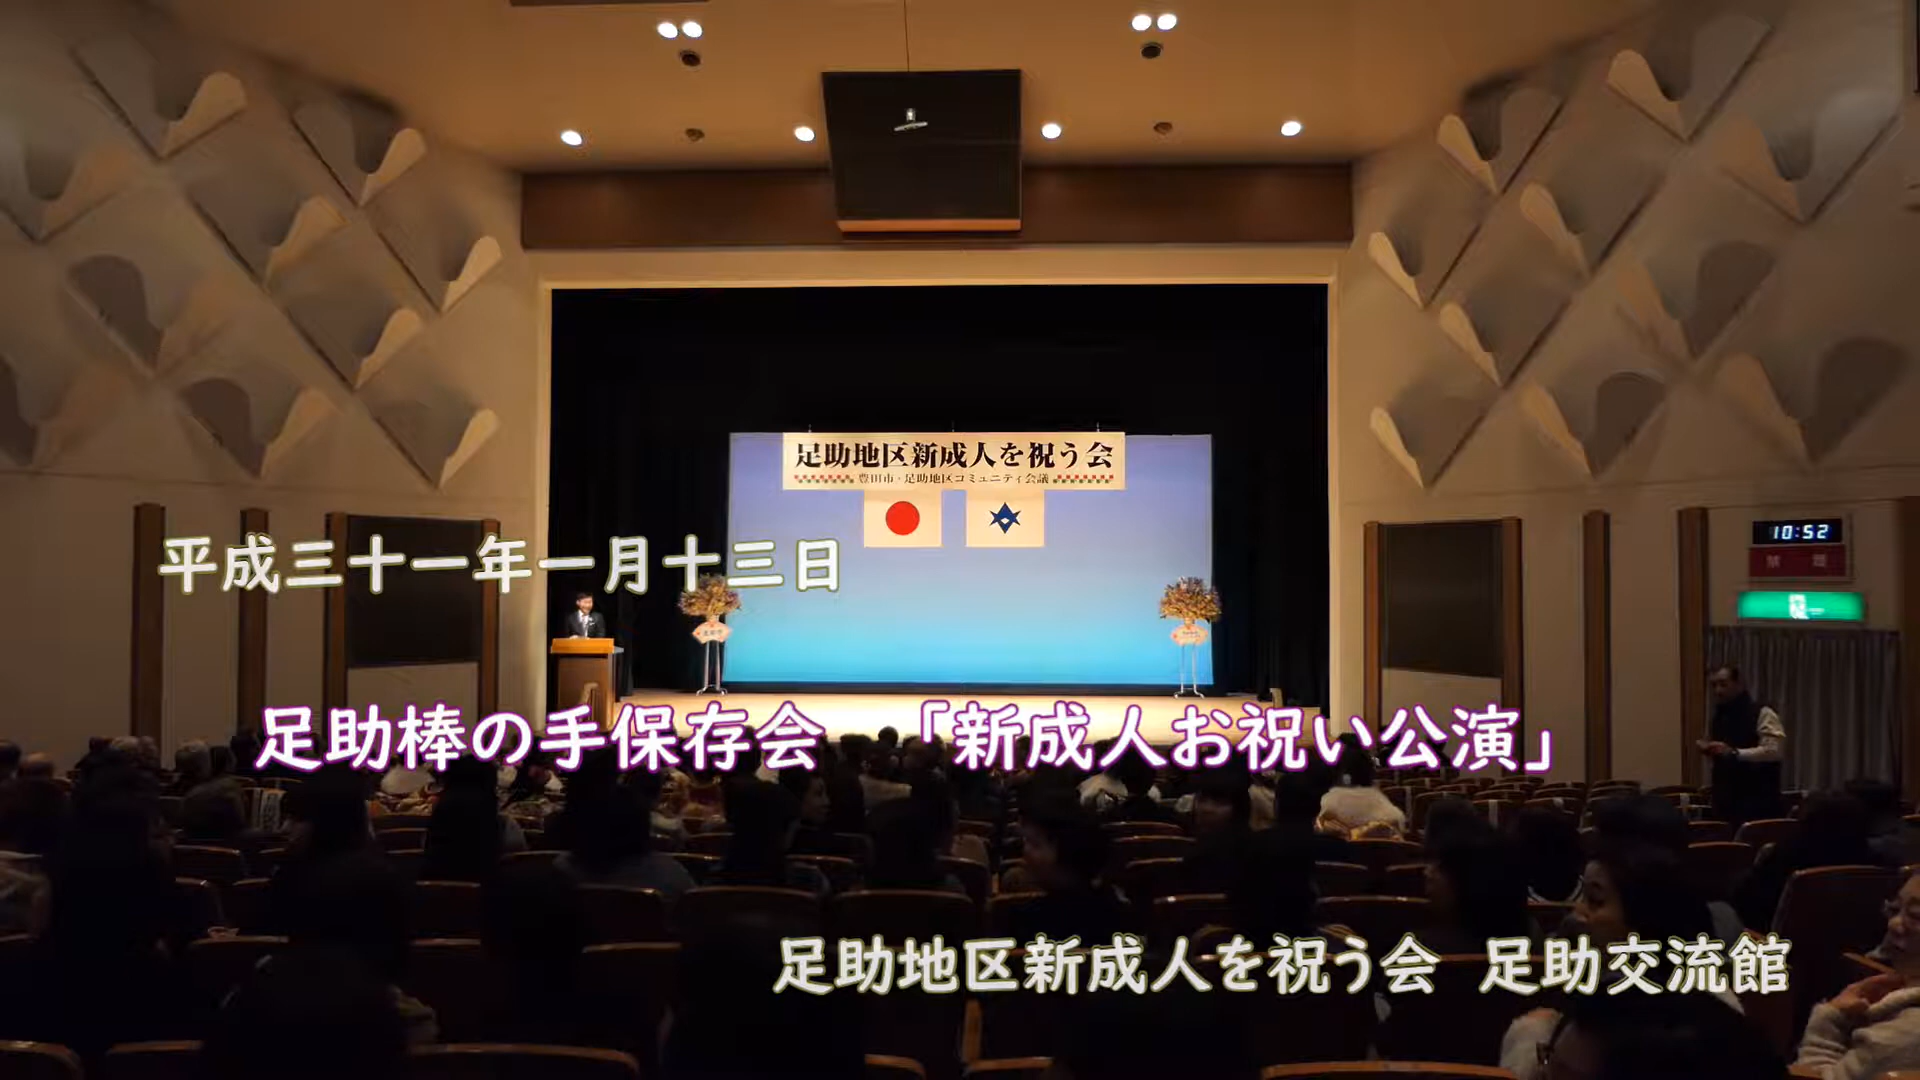 足助地区新成人を祝う会
豊田市・足助地区コミュニティ会議
10:52
平成三十一年一月十三日
足助棒の手保存会 「新成人お祝い公演」
足助地区新成人を祝う会 足助交流館